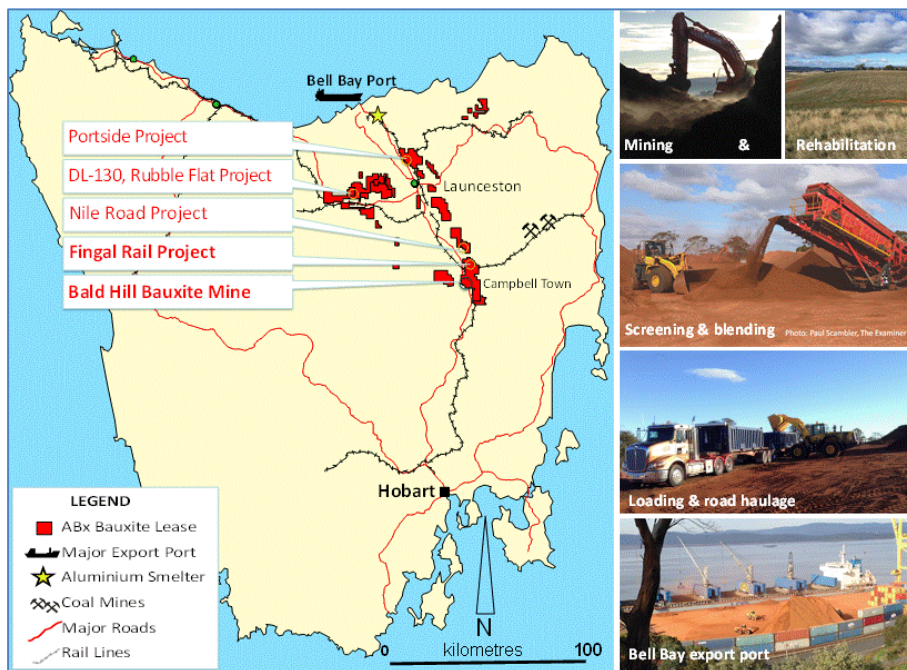 Bell Bay Port
Portside Project
DL-130, Rubble Flat Project
Nile Road Project
Fingal Rail Project
Bald Hill Bauxite Mine
Launceston
Campbell Town
Hobart
LEGEND
ABx Bauxite Lease
Major Export Port
Aluminium Smelter
Coal Mines
Major Roads
Rail Lines
N
0 kilometres 100
Mining &
Rehabilitation
Screening & blending Photo: Paul Scambler, The Examiner
Loading & road haulage
Bell Bay export port